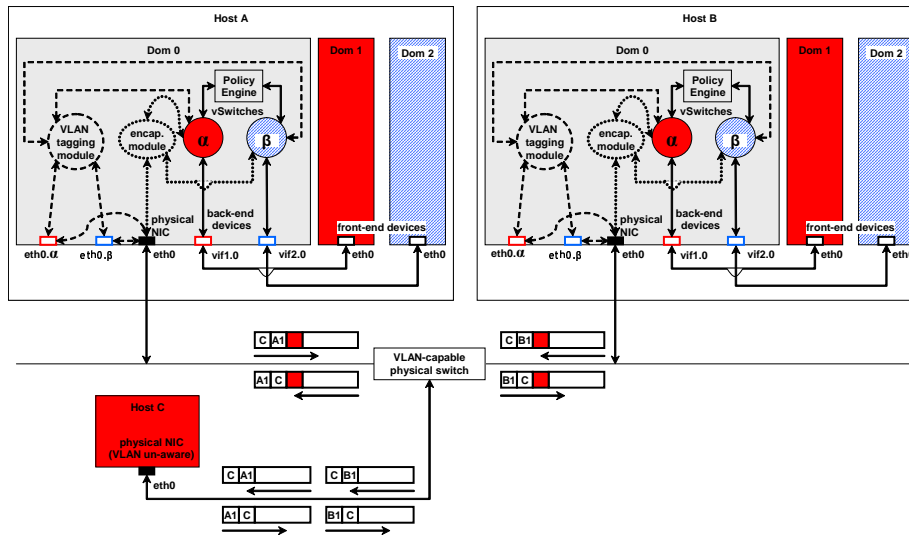 Host A
Dom 0
Dom 1
Dom 2
Policy
Engine
vSwitches
VLAN
tagging
module
encap.
module
α
β
physical
NIC
back-end
devices
front-end devices
eth0.α
eth0.β
eth0
vif1.0
vif2.0
eth0
eth0
Host B
Dom 0
Dom 1
Dom 2
Policy
Engine
vSwitches
VLAN
tagging
module
encap.
module
α
β
physical
NIC
back-end
devices
front-end devices
eth0.α
eth0.β
eth0
vif1.0
vif2.0
eth0
eth0
C A1
C B1
VLAN-capable
physical switch
A1 C
B1 C
Host C
physical NIC
(VLAN un-aware)
eth0
C A1
C B1
A1 C
B1 C